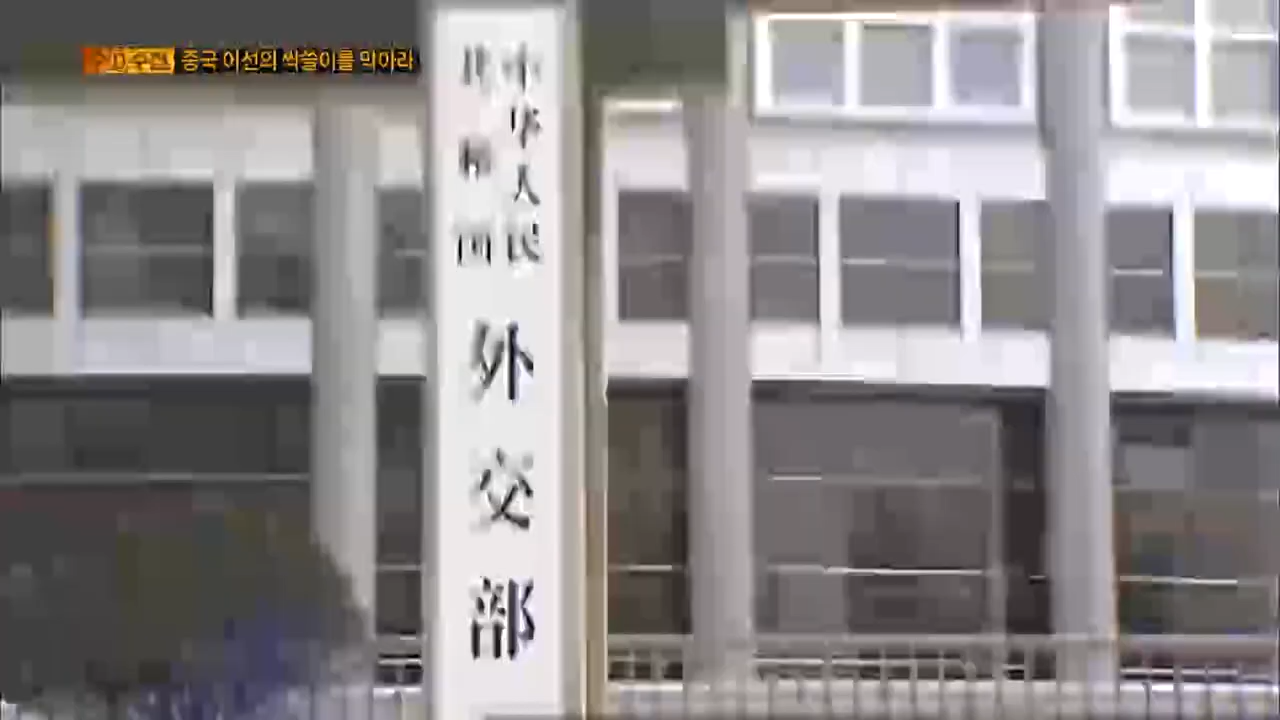 중국 어선의 싹쓸이를 막아라
中华人民
共和国
外交部